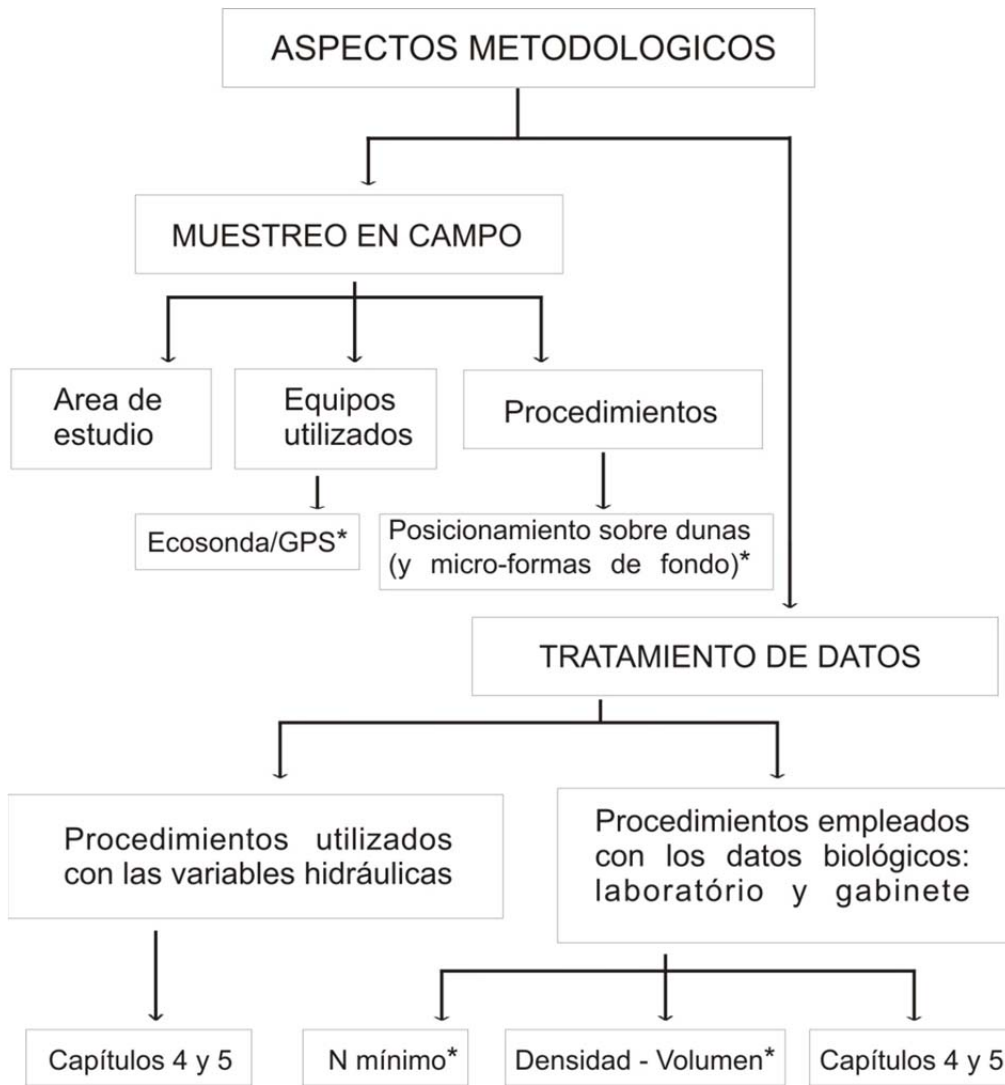 ASPECTOS METODOLOGICOS
MUESTREO EN CAMPO
Area de
estudio
Equipos
utilizados
Procedimientos
Ecosonda/GPS*
Posicionamiento sobre dunas
(y micro-formas de fondo)*
TRATAMIENTO DE DATOS
Procedimientos utilizados
con las variables hidráulicas
Procedimientos empleados
con los datos biológicos:
laboratório y gabinete
Capítulos 4 y 5
N mínimo*
Densidad - Volumen*
Capítulos 4 y 5